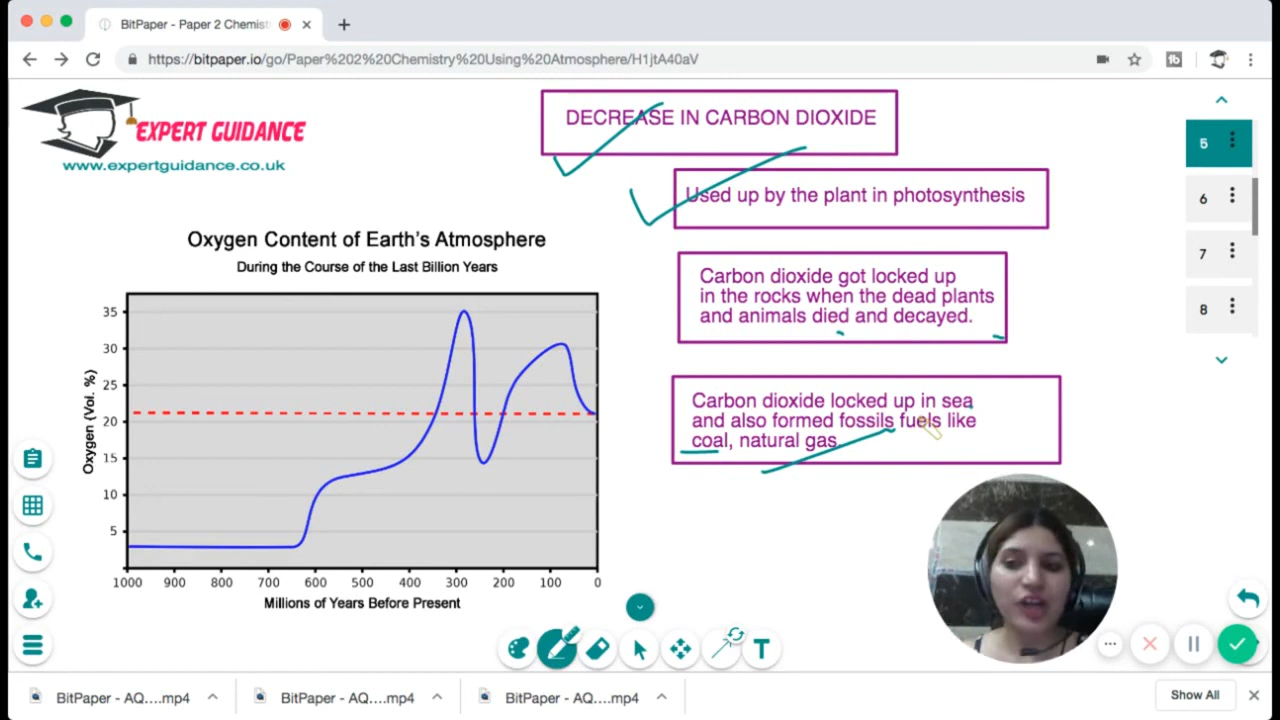 BitPaper - Paper 2 Chemist
https://bitpaper.io/go/Paper%202%20Chemistry%20Using%20Atmosphere/H1jtA40aV
EXPERT GUIDANCE
www.expertguidance.co.uk
DECREASE IN CARBON DIOXIDE
Used up by the plant in photosynthesis
Carbon dioxide got locked up
in the rocks when the dead plants
and animals died and decayed.
Carbon dioxide locked up in sea
and also formed fossils fuels like
coal, natural gas
Oxygen Content of Earth's Atmosphere
During the Course of the Last Billion Years
Oxygen (Vol. %)
35
30
25
20
15
10
5
1000 900 800 700 600 500 400 300 200 100 0
Millions of Years Before Present
5
6
7
8
T
BitPaper - AQ....mp4
BitPaper - AQ....mp4
BitPaper - AQ....mp4
Show All